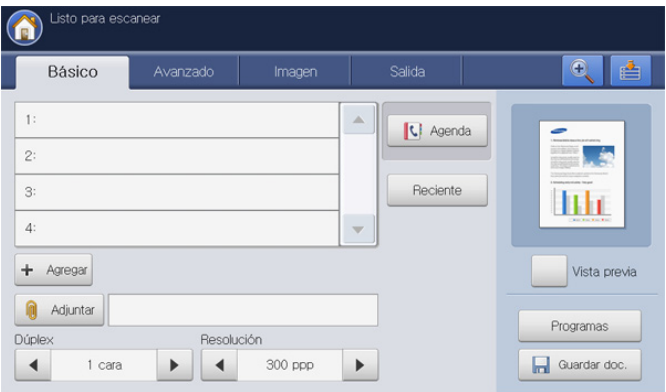 Listo para escanear
Básico
Avanzado
Imagen
Salida
1:
2:
3:
4:
Agenda
Reciente
+ Agregar
Adjuntar
Dúplex
Resolución
1 cara
300 ppp
Vista previa
Programas
Guardar doc.